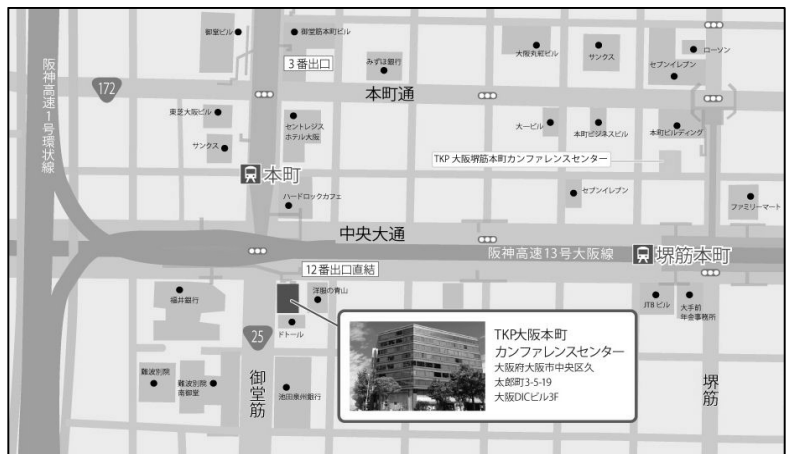 御堂ビル
御堂筋本町ビル
3番出口
みずほ銀行
大阪丸紅ビル
サンクス
ローソン
セブンイレブン
阪神高速1号環状線
172
本町通
東芝大阪ビル
サンクス
セントレジス
ホテル大阪
大一ビル
本町ビジネスビル
本町ビルディング
本町
TKP 大阪堺筋本町カンファレンスセンター
ハードロックカフェ
セブンイレブン
ファミリーマート
中央大通
阪神高速13号大阪線
堺筋本町
12番出口直結
福井銀行
洋服の青山
ドトール
JTBビル
大手前
年金事務所
25
御堂筋
難波別院
難波別院
南御堂
池田泉州銀行
TKP大阪本町
カンファレンスセンター
大阪府大阪市中央区久
太郎町3-5-19
大阪DICビル3F
堺筋